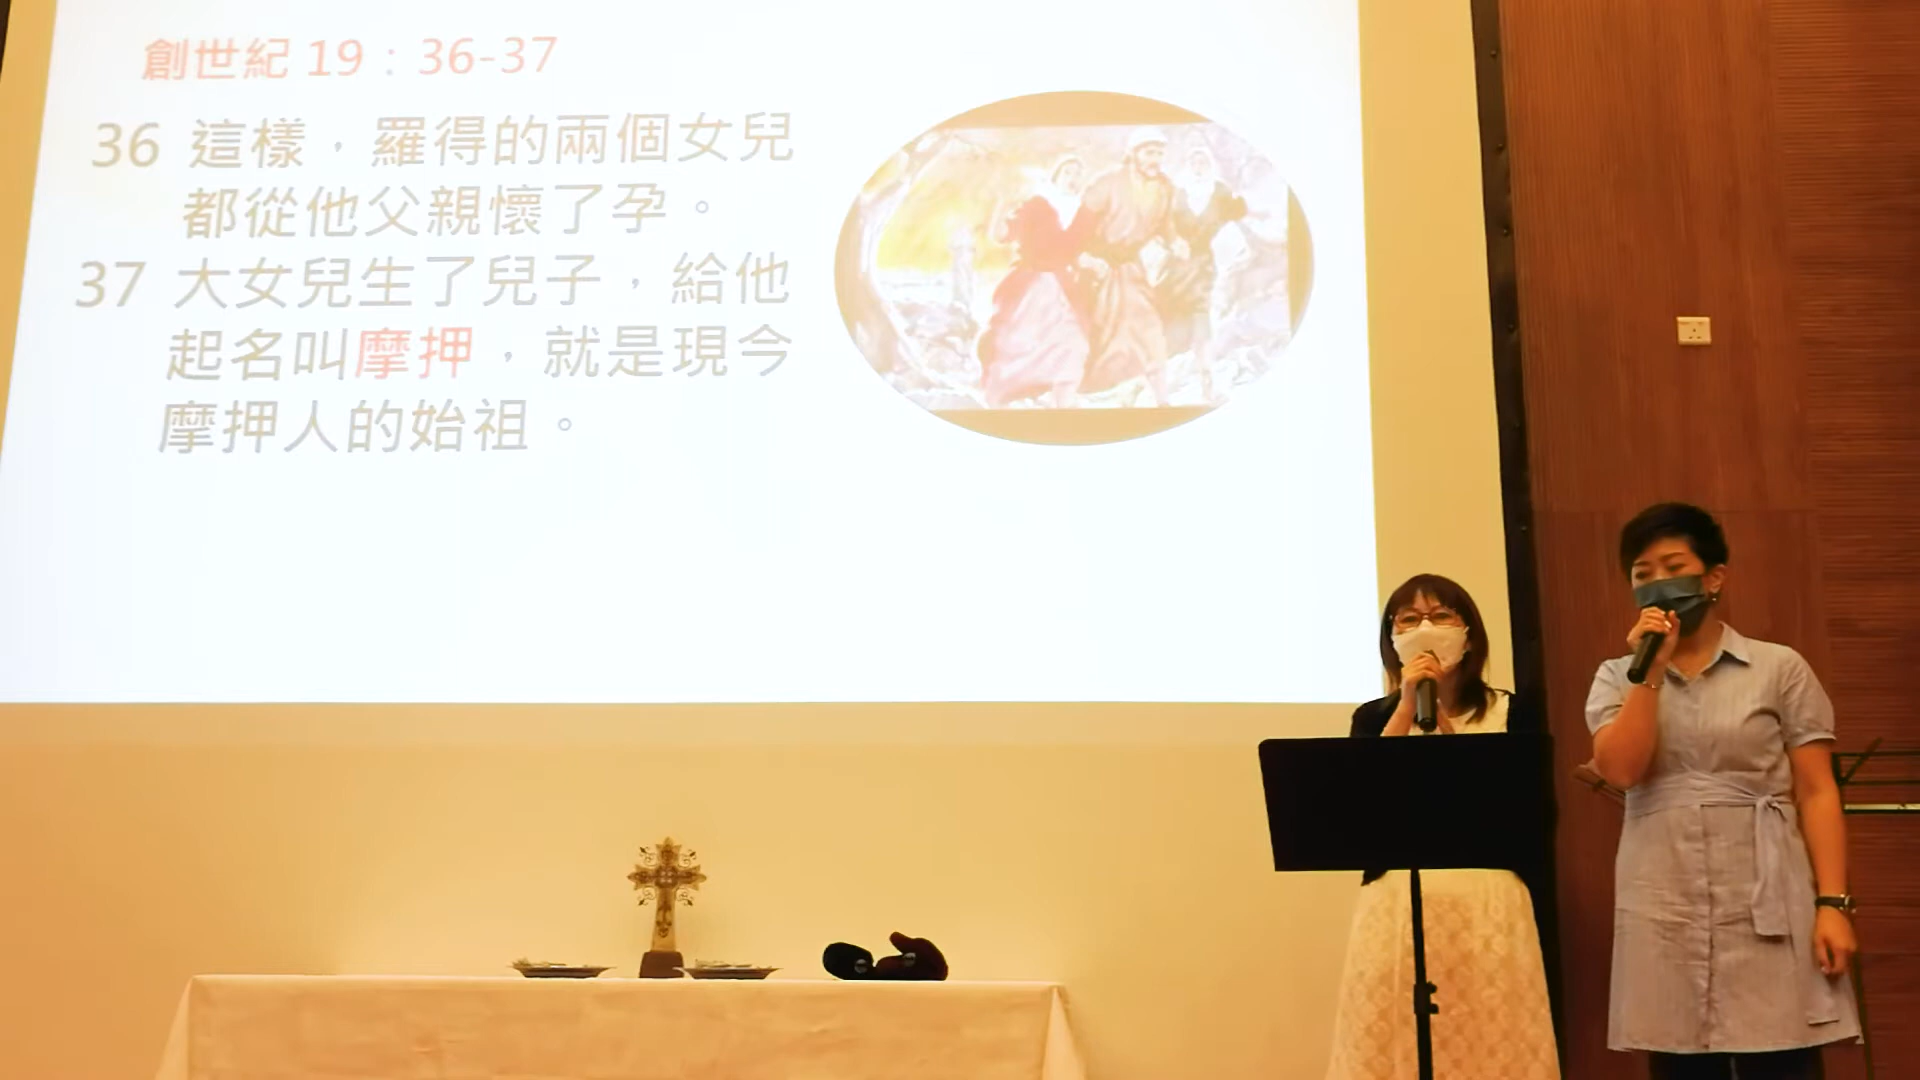 創世紀 19：36-37
36 這樣，羅得的兩個女兒
都從他父親懷了孕。
37 大女兒生了兒子，給他
起名叫摩押，就是現今
摩押人的始祖。